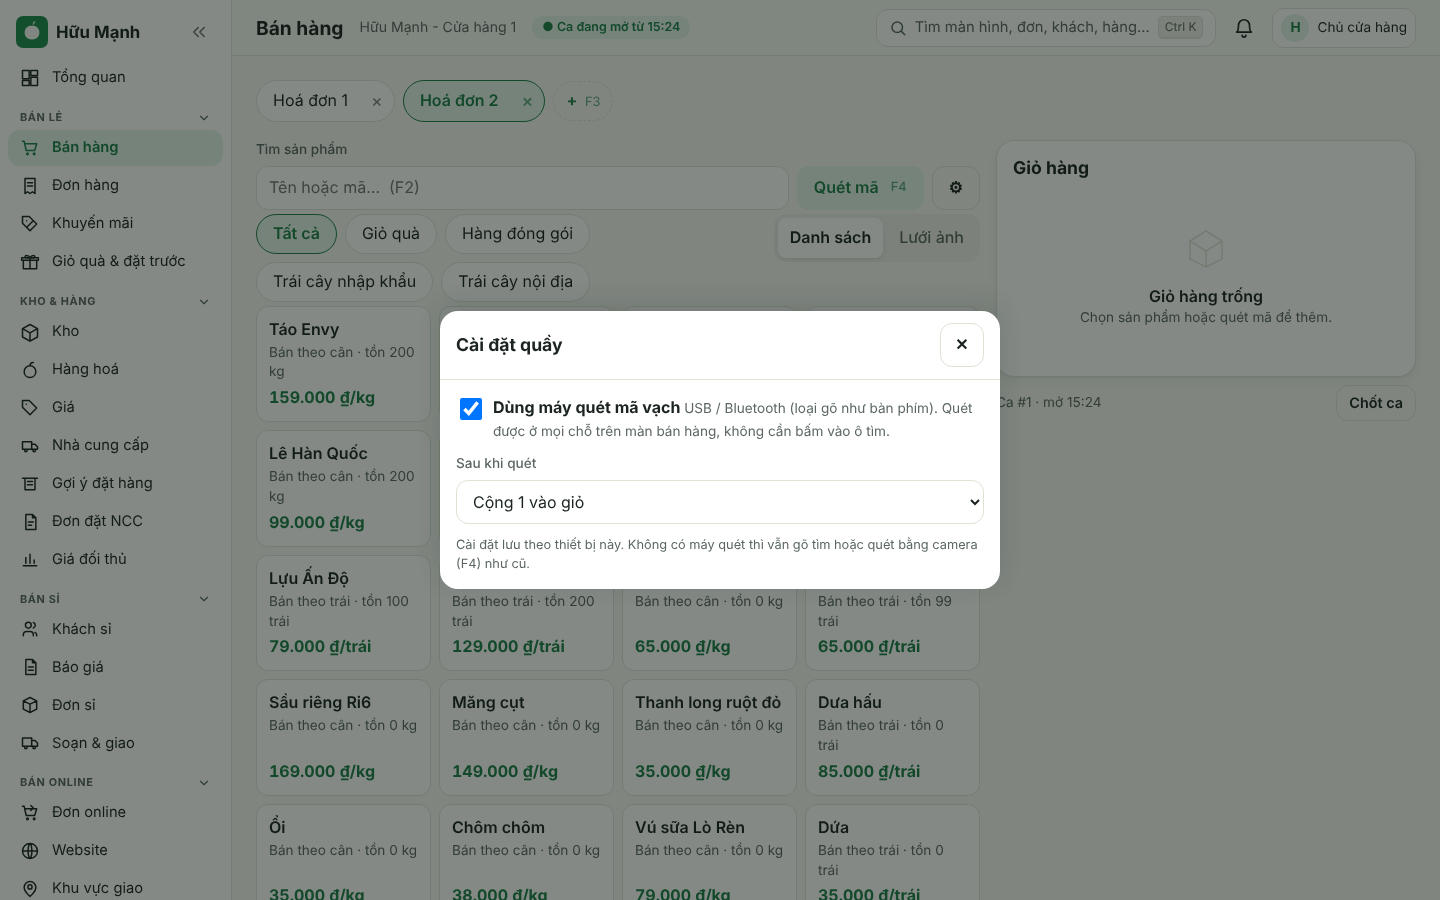 Hữu Mạnh
Tổng quan
BÁN LẺ
Bán hàng
Đơn hàng
Khuyến mãi
Giỏ quà & đặt trước
KHO & HÀNG
Kho
Hàng hoá
Giá
Nhà cung cấp
Gợi ý đặt hàng
Đơn đặt NCC
Giá đối thủ
BÁN SỈ
Khách sỉ
Báo giá
Đơn sỉ
Soạn & giao
BÁN ONLINE
Đơn online
Website
Khu vực giao
Bán hàng
Hữu Mạnh - Cửa hàng 1
Ca đang mở từ 15:24
Tìm màn hình, đơn, khách, hàng...
Ctrl K
H
Chủ cửa hàng
Hoá đơn 1 ×
Hoá đơn 2 ×
+ F3
Tìm sản phẩm
Tên hoặc mã... (F2)
Quét mã F4
Tất cả
Giỏ quà
Hàng đóng gói
Trái cây nhập khẩu
Trái cây nội địa
Danh sách
Lưới ảnh
Táo Envy
Bán theo cân · tồn 200
kg
159.000 ₫/kg
Lê Hàn Quốc
Bán theo cân · tồn 200
kg
99.000 ₫/kg
Lựu Ấn Độ
Bán theo trái · tồn 100
trái
79.000 ₫/trái
Bán theo trái · tồn 200
trái
129.000 ₫/trái
Bán theo cân · tồn 0 kg
65.000 ₫/kg
Bán theo trái · tồn 99
trái
65.000 ₫/trái
Sầu riêng Ri6
Bán theo cân · tồn 0 kg
169.000 ₫/kg
Măng cụt
Bán theo cân · tồn 0 kg
149.000 ₫/kg
Thanh long ruột đỏ
Bán theo cân · tồn 0 kg
35.000 ₫/kg
Dưa hấu
Bán theo trái · tồn 0
trái
85.000 ₫/trái
Ổi
Bán theo cân · tồn 0 kg
35.000 ₫/kg
Chôm chôm
Bán theo cân · tồn 0 kg
38.000 ₫/kg
Vú sữa Lò Rèn
Bán theo cân · tồn 0 kg
79.000 ₫/kg
Dứa
Bán theo trái · tồn 0
trái
35.000 ₫/trái
Giỏ hàng
Giỏ hàng trống
Chọn sản phẩm hoặc quét mã để thêm.
Ca #1 · mở 15:24
Chốt ca
Cài đặt quầy
×
Dùng máy quét mã vạch USB / Bluetooth (loại gõ như bàn phím). Quét
được ở mọi chỗ trên màn bán hàng, không cần bấm vào ô tìm.
Sau khi quét
Cộng 1 vào giỏ
Cài đặt lưu theo thiết bị này. Không có máy quét thì vẫn gõ tìm hoặc quét bằng camera
(F4) như cũ.